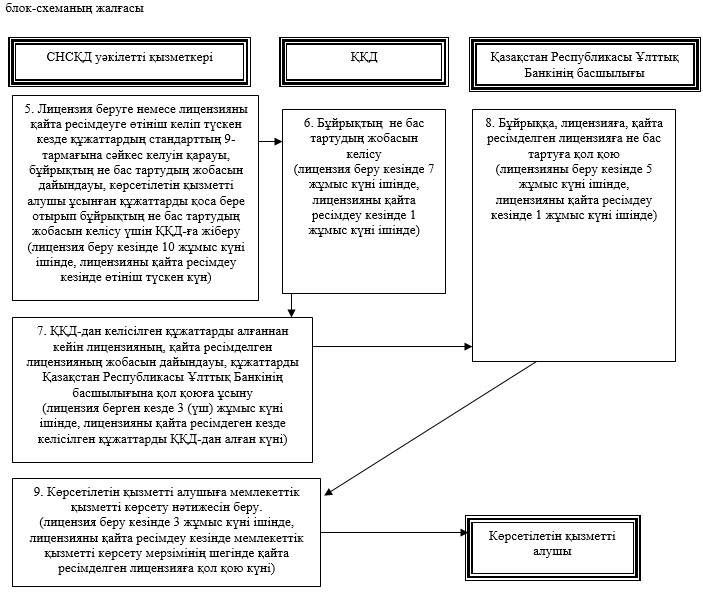 блок-схеманың жалғасы
СНСҚД уәкілетті қызметкері
ҚҚД
Қазақстан Республикасы Ұлттық
Банкінің басшылығы
5. Лицензия беруге немесе лицензияны
қайта ресімдеуге өтініш келіп түскен
кезде құжаттардың стандарттың 9-
тармағына сәйкес келуін қарауы,
бұйрықтың не бас тартудың жобасын
дайындауы, көрсетілетін қызметті
алушы ұсынған құжаттарды қоса бере
отырып бұйрықтың не бас тартудың
жобасын келісу үшін ҚҚД-ға жіберу
(лицензия беру кезінде 10 жұмыс күні
ішінде, лицензияны қайта ресімдеу
кезінде өтініш түскен күн)
6. Бұйрықтың не бас
тартудың жобасын
келісу
(лицензия беру кезінде 7
жұмыс күні ішінде,
лицензияны қайта
ресімдеу кезінде 1
жұмыс күні ішінде)
8. Бұйрыққа, лицензияға, қайта
ресімделген лицензияға не бас
тартуға қол қою
(лицензияны беру кезінде 5
жұмыс күні ішінде,
лицензияны қайта ресімдеу
кезінде 1 жұмыс күні ішінде)
7. ҚҚД-дан келісілген құжаттарды алғаннан
кейін лицензияның, қайта ресімделген
лицензияның жобасын дайындауы, құжаттарды
Қазақстан Республикасы Ұлттық Банкінің
басшылығына қол қоюға ұсыну
(лицензия берген кезде 3 (үш) жұмыс күні
ішінде, лицензияны қайта ресімдеген кезде
келісілген құжаттарды ҚҚД-дан алған күні)
9. Көрсетілетін қызметті алушыға мемлекеттік
қызметті көрсету нәтижесін беру.
(лицензия беру кезінде 3 жұмыс күні ішінде,
лицензияны қайта ресімдеу кезінде мемлекеттік
қызметті көрсету мерзімінің шегінде қайта
ресімделген лицензияға қол қою күні)
Көрсетілетін қызметті
алушы